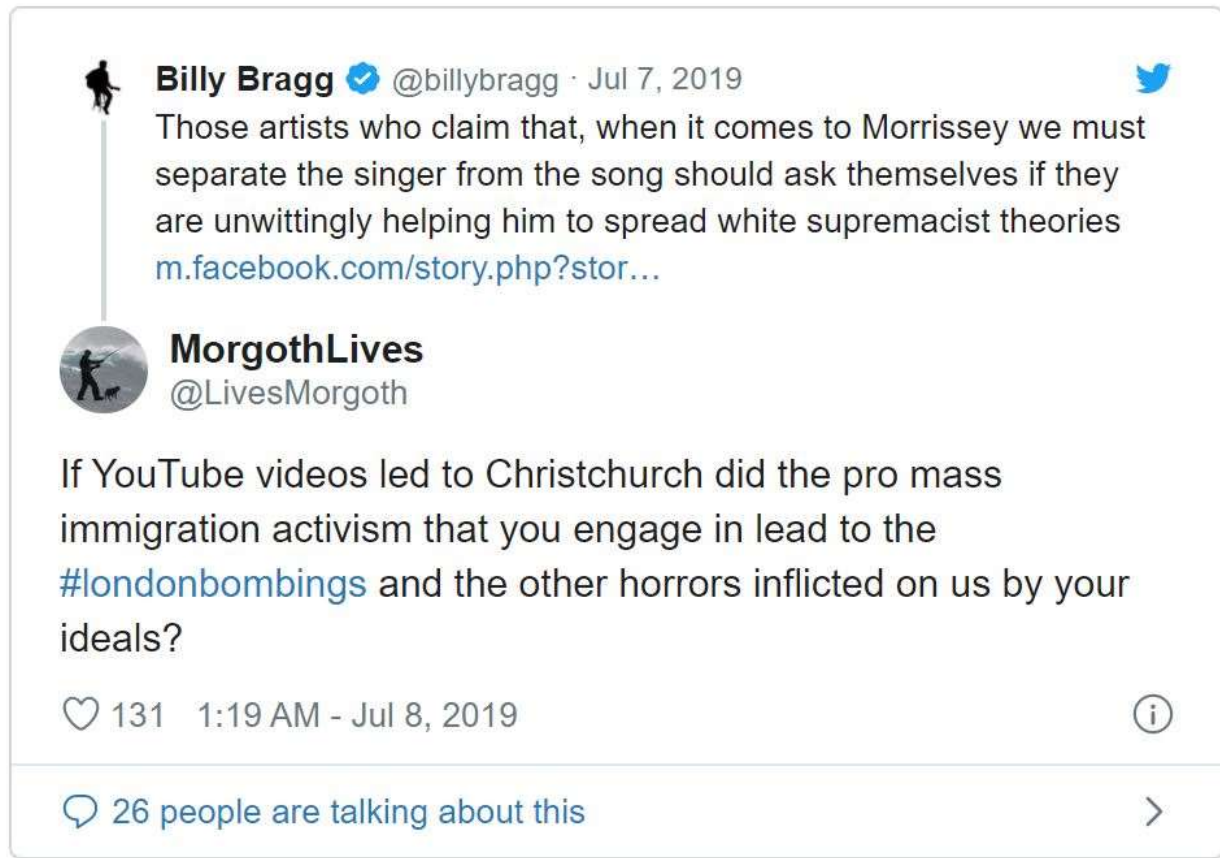 Billy Bragg @billybragg · Jul 7, 2019
Those artists who claim that, when it comes to Morrissey we must
separate the singer from the song should ask themselves if they
are unwittingly helping him to spread white supremacist theories
m.facebook.com/story.php?stor…
MorgothLives
@LivesMorgoth
If YouTube videos led to Christchurch did the pro mass
immigration activism that you engage in lead to the
#londonbombings and the other horrors inflicted on us by your
ideals?
131 1:19 AM - Jul 8, 2019
26 people are talking about this